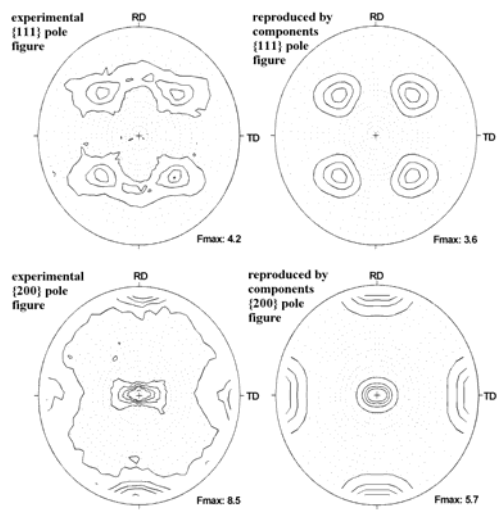 experimental
{111} pole
figure
RD
TD
Fmax: 4.2
reproduced by
components
{111} pole
figure
RD
TD
Fmax: 3.6
experimental
{200} pole
figure
RD
TD
Fmax: 8.5
reproduced by
components
{200} pole
figure
RD
TD
Fmax: 5.7